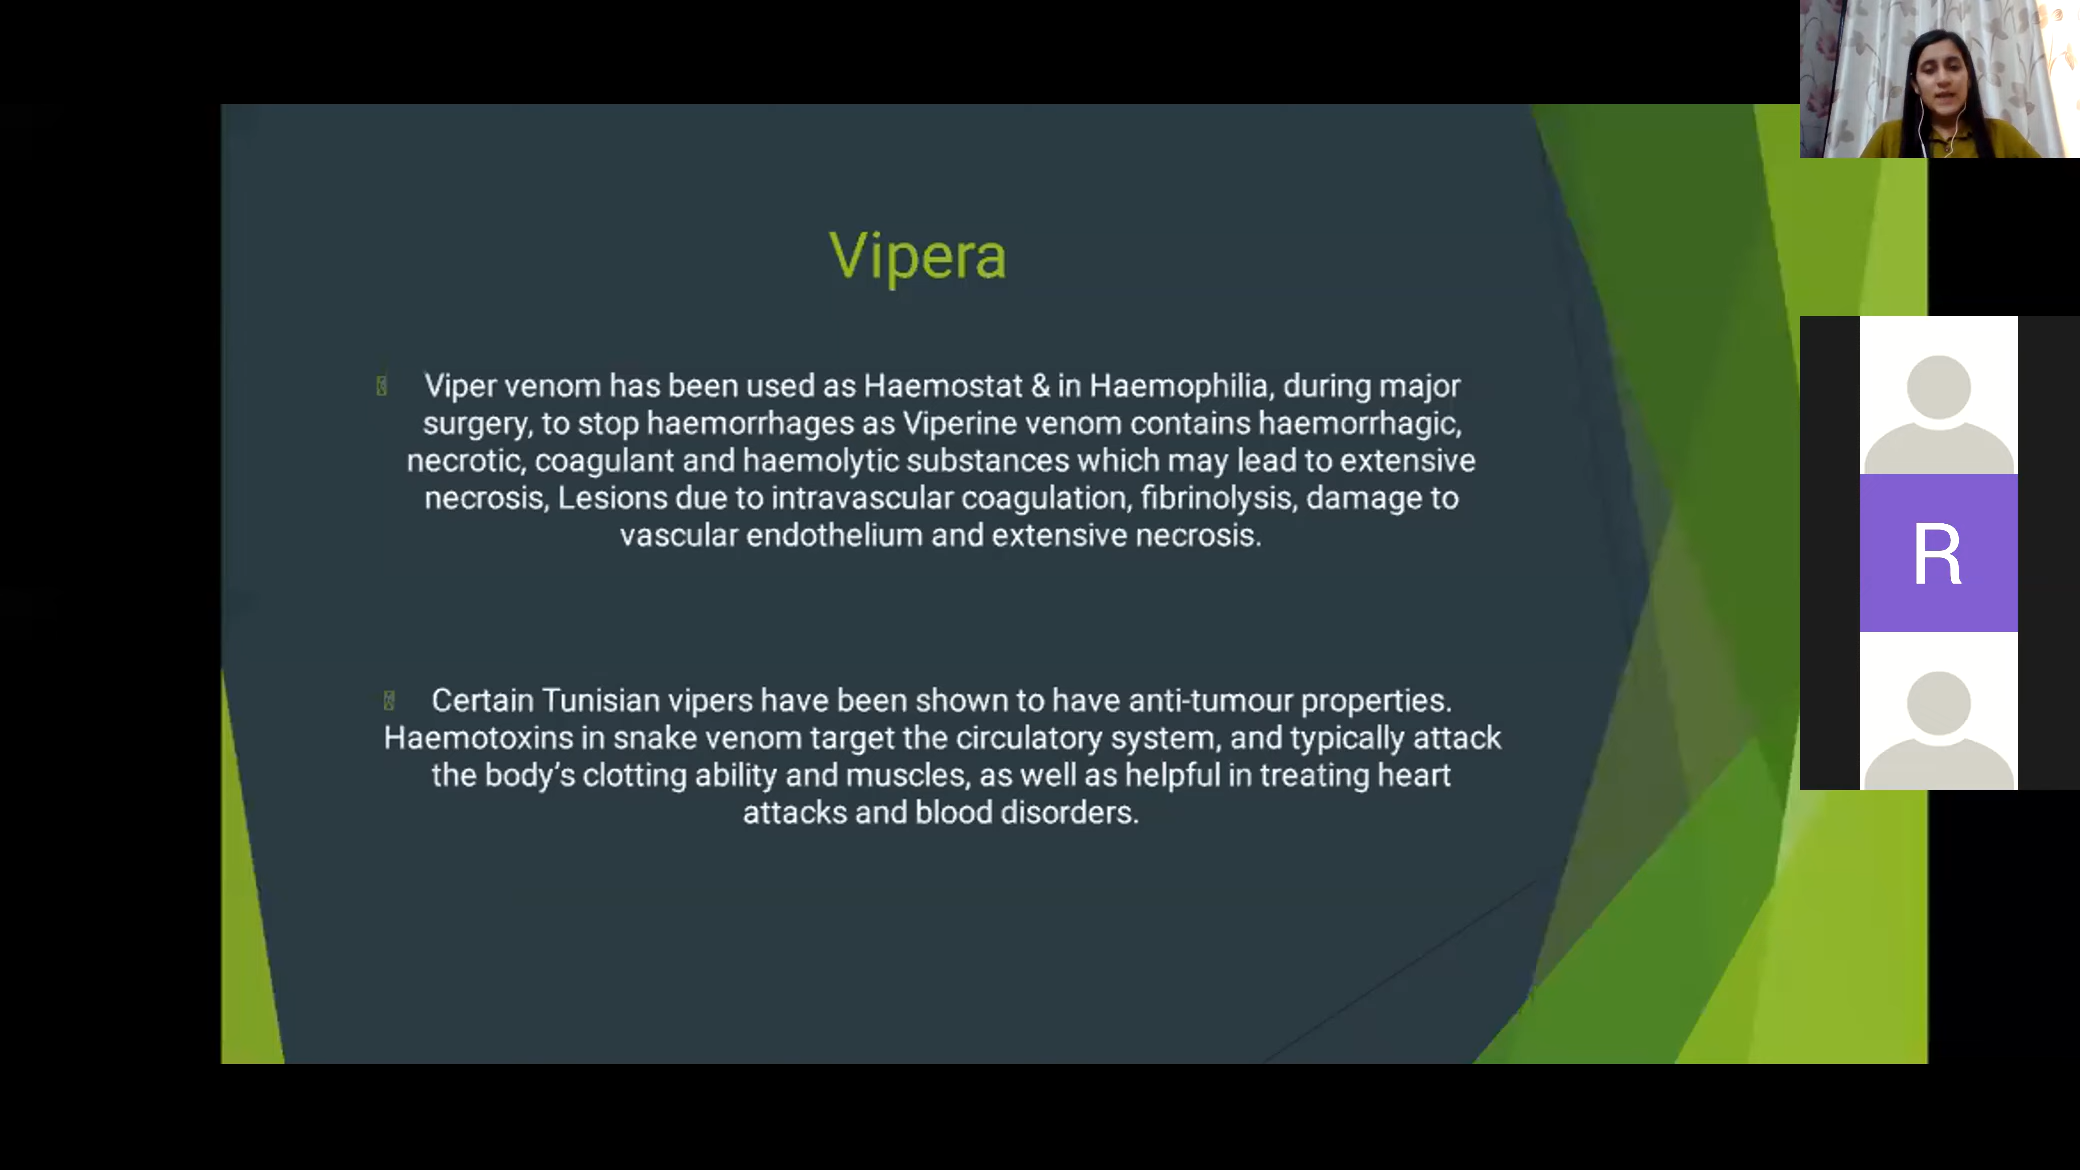 Vipera
Viper venom has been used as Haemostat & in Haemophilia, during major
surgery, to stop haemorrhages as Viperine venom contains haemorrhagic,
necrotic, coagulant and haemolytic substances which may lead to extensive
necrosis, Lesions due to intravascular coagulation, fibrinolysis, damage to
vascular endothelium and extensive necrosis.
R
Certain Tunisian vipers have been shown to have anti-tumour properties.
Haemotoxins in snake venom target the circulatory system, and typically attack
the body’s clotting ability and muscles, as well as helpful in treating heart
attacks and blood disorders.